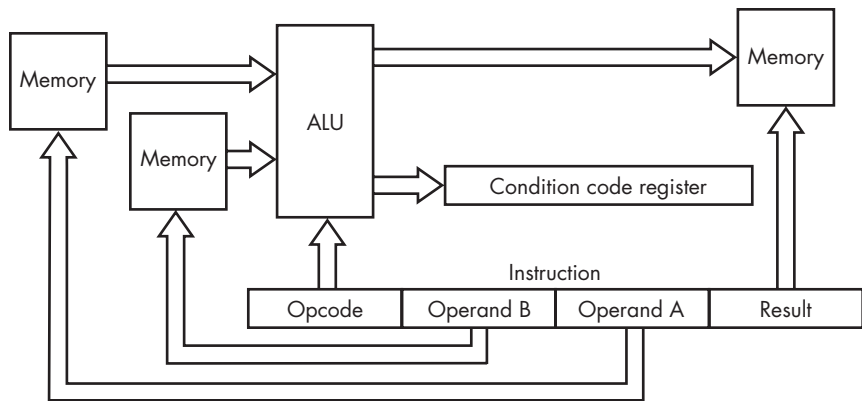 Memory
ALU
Memory
Memory
Condition code register
Instruction
Opcode
Operand B
Operand A
Result